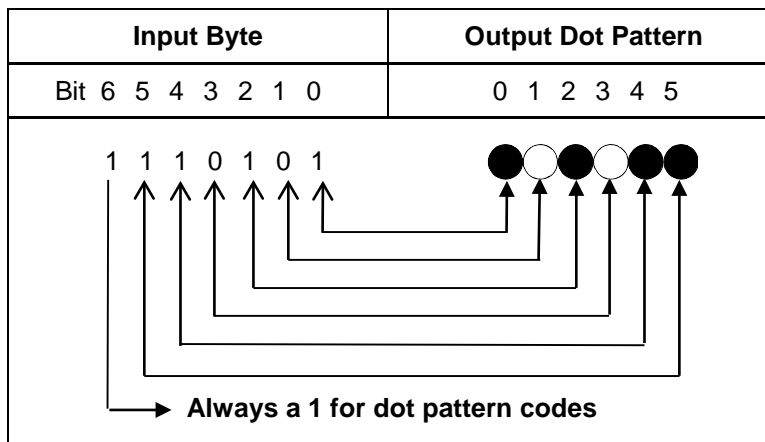 Input Byte Output Dot Pattern
Bit 6 5 4 3 2 1 0 0 1 2 3 4 5
1 1 1 0 1 0 1
Always a 1 for dot pattern codes